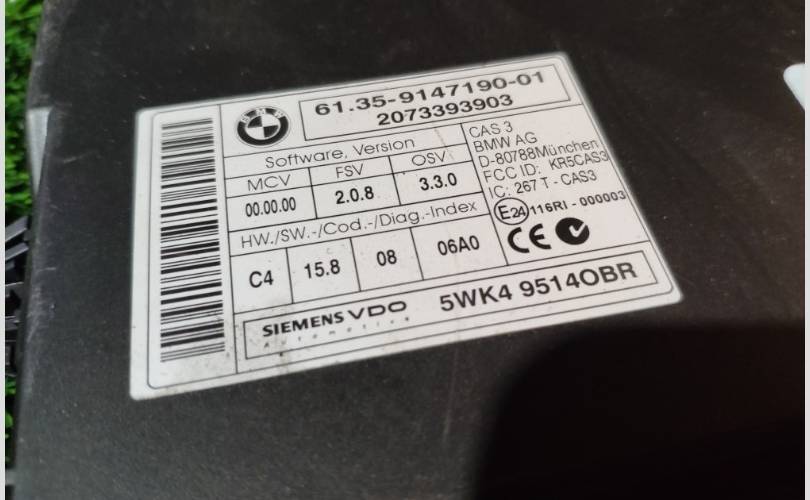 BMW
61.35-9147190-01
2073393903
Software, Version
MCV FSV OSV
00.00.00 2.0.8 3.3.0
HW./SW.-/Cod.-/Diag.-Index
C4 15.8 08 06A0
CAS 3
BMW AG
D-80788München
FCC ID: KR5CAS3
IC: 267 T - CAS3
E24 116RI - 000003
CE
SIEMENS VDO
Automotive
5WK4 9514OBR